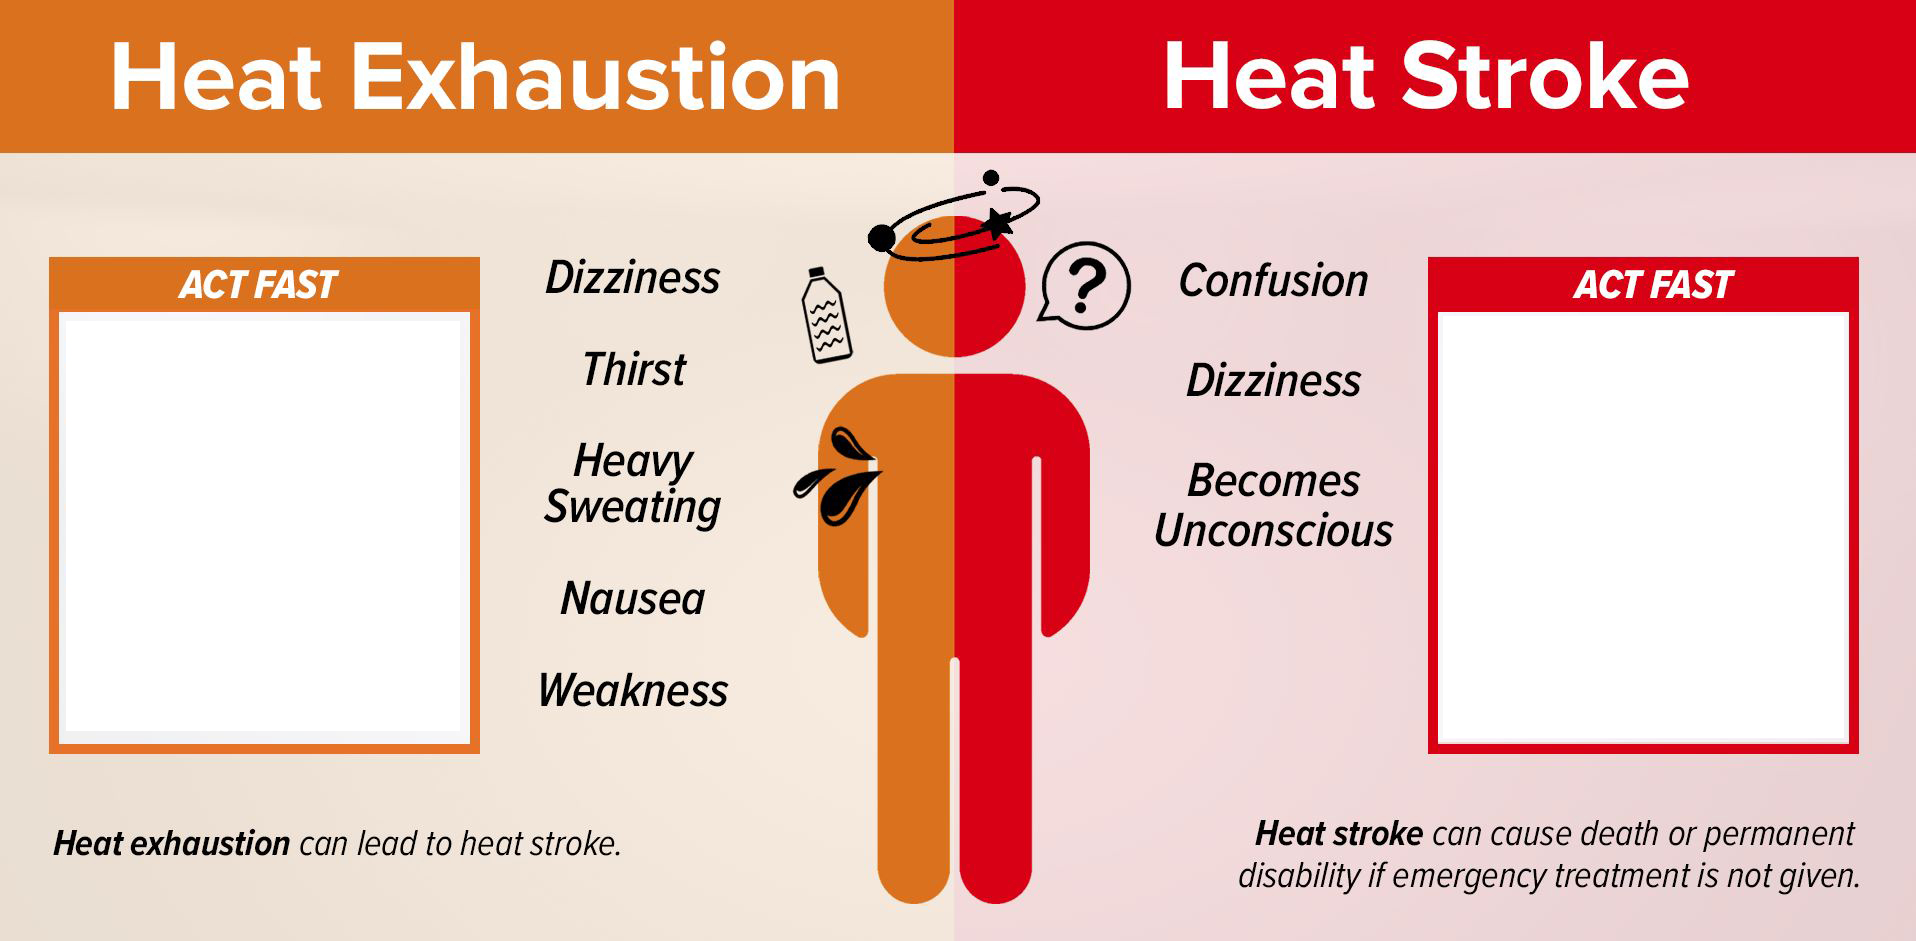 Heat Exhaustion
Heat Stroke
ACT FAST
Dizziness
Thirst
Heavy
Sweating
Nausea
Weakness
?
Confusion
Dizziness
Becomes
Unconscious
ACT FAST
Heat exhaustion can lead to heat stroke.
Heat stroke can cause death or permanent
disability if emergency treatment is not given.